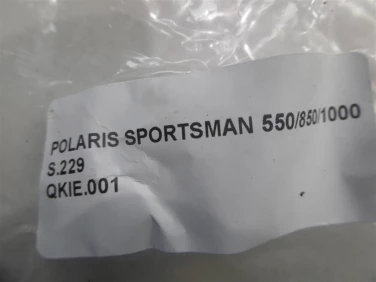 POLARIS SPORTSMAN 550/850/1000
S.229
QKIE.001